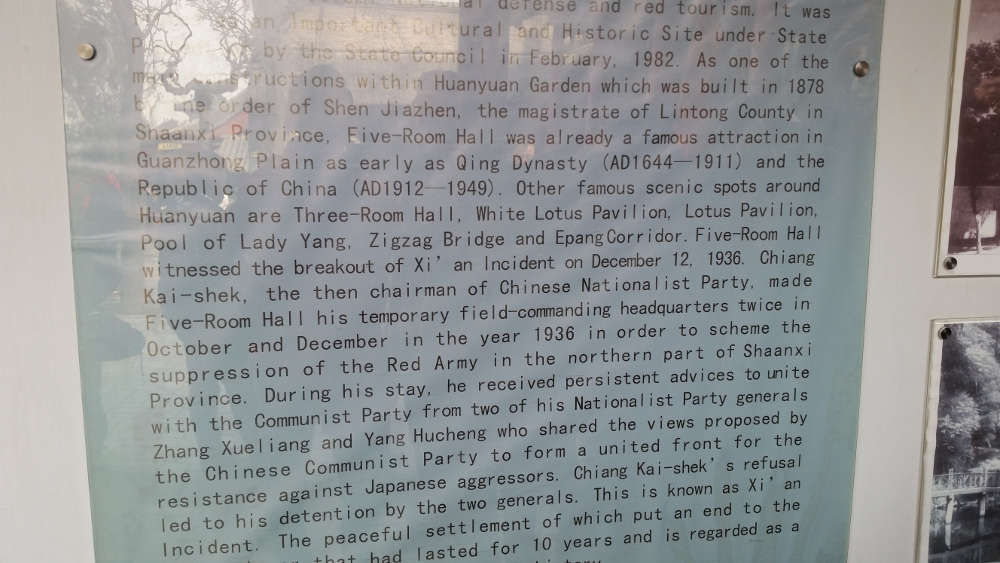 defense and red tourism. It was
an Important Cultural and Historic Site under State
by the State Council in February, 1982. As one of the
constructions within Huanyuan Garden which was built in 1878
by the order of Shen Jiazhen, the magistrate of Lintong County in
Shaanxi Province, Five-Room Hall was already a famous attraction in
Guanzhong Plain as early as Qing Dynasty (AD1644—1911) and the
Republic of China (AD1912—1949). Other famous scenic spots around
Huanyuan are Three-Room Hall, White Lotus Pavilion, Lotus Pavilion,
Pool of Lady Yang, Zigzag Bridge and Epang Corridor. Five-Room Hall
witnessed the breakout of Xi’an Incident on December 12, 1936. Chiang
Kai-shek, the then chairman of Chinese Nationalist Party, made
Five-Room Hall his temporary field-commanding headquarters twice in
October and December in the year 1936 in order to scheme the
suppression of the Red Army in the northern part of Shaanxi
Province. During his stay, he received persistent advices to unite
with the Communist Party from two of his Nationalist Party generals
Zhang Xueliang and Yang Hucheng who shared the views proposed by
the Chinese Communist Party to form a united front for the
resistance against Japanese aggressors. Chiang Kai-shek’s refusal
led to his detention by the two generals. This is known as Xi’an
Incident. The peaceful settlement of which put an end to the
that had lasted for 10 years and is regarded as a